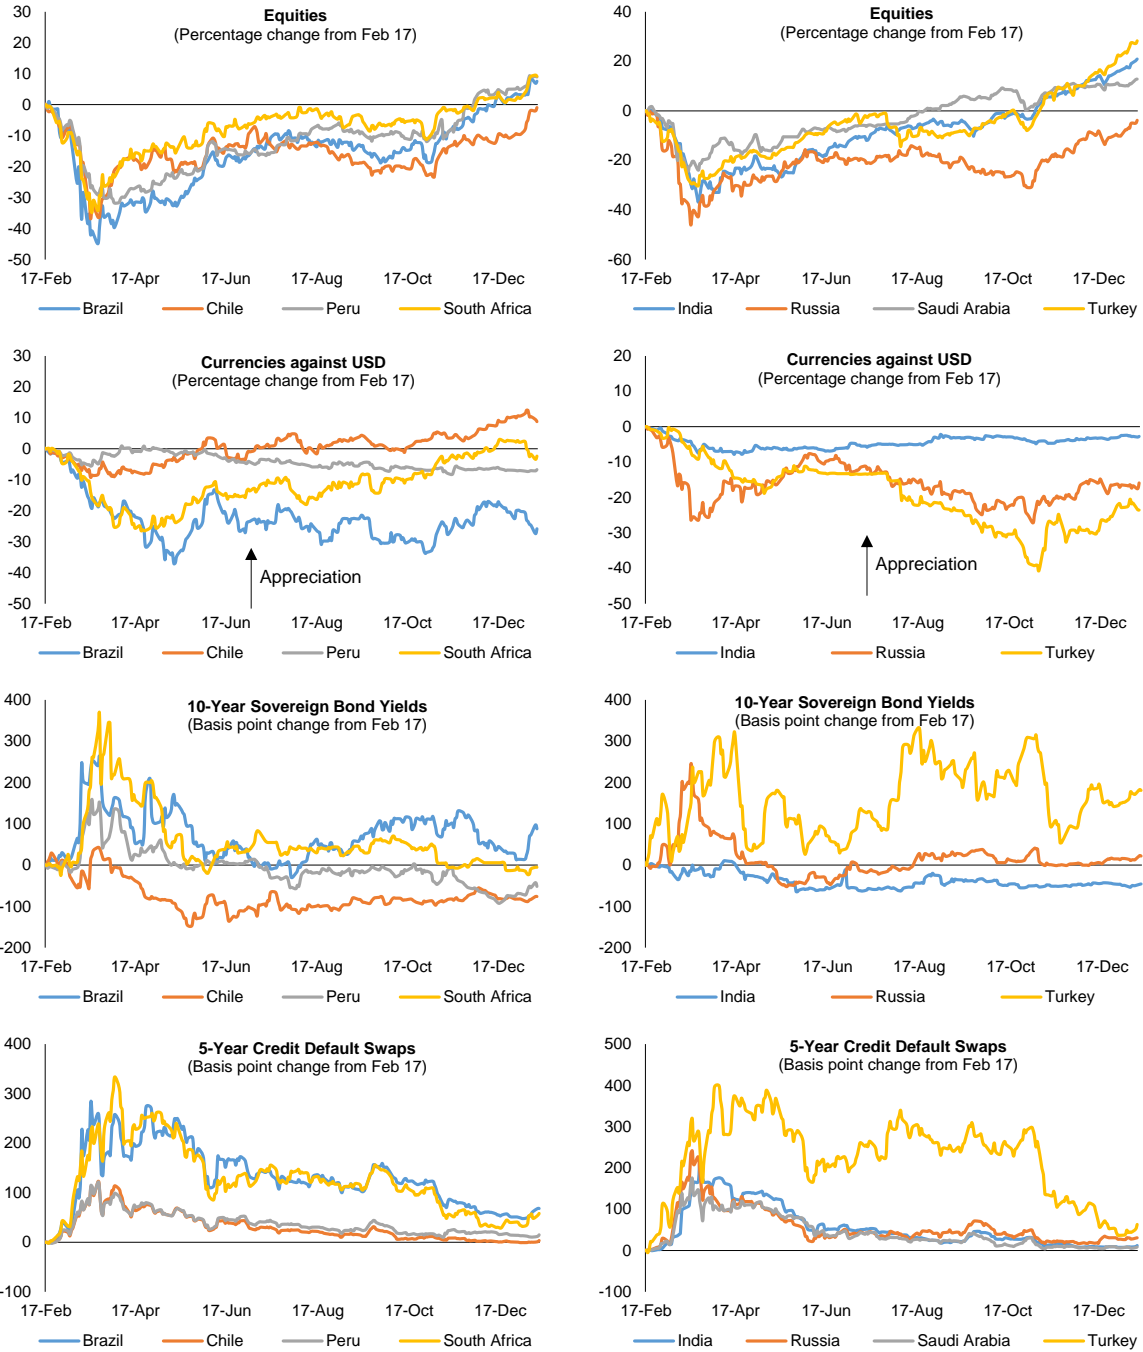 Equities
(Percentage change from Feb 17)
30
20
10
0
-10
-20
-30
-40
-50
17-Feb 17-Apr 17-Jun 17-Aug 17-Oct 17-Dec
Brazil Chile Peru South Africa
Equities
(Percentage change from Feb 17)
40
20
0
-20
-40
-60
17-Feb 17-Apr 17-Jun 17-Aug 17-Oct 17-Dec
India Russia Saudi Arabia Turkey
Currencies against USD
(Percentage change from Feb 17)
30
20
10
0
-10
-20
-30
-40
-50
Appreciation
17-Feb 17-Apr 17-Jun 17-Aug 17-Oct 17-Dec
Brazil Chile Peru South Africa
Currencies against USD
(Percentage change from Feb 17)
20
10
0
-10
-20
-30
-40
-50
Appreciation
17-Feb 17-Apr 17-Jun 17-Aug 17-Oct 17-Dec
India Russia Turkey
10-Year Sovereign Bond Yields
(Basis point change from Feb 17)
400
300
200
100
0
-100
-200
17-Feb 17-Apr 17-Jun 17-Aug 17-Oct 17-Dec
Brazil Chile Peru South Africa
10-Year Sovereign Bond Yields
(Basis point change from Feb 17)
400
300
200
100
0
-100
-200
17-Feb 17-Apr 17-Jun 17-Aug 17-Oct 17-Dec
India Russia Turkey
5-Year Credit Default Swaps
(Basis point change from Feb 17)
400
300
200
100
0
-100
17-Feb 17-Apr 17-Jun 17-Aug 17-Oct 17-Dec
Brazil Chile Peru South Africa
5-Year Credit Default Swaps
(Basis point change from Feb 17)
500
400
300
200
100
0
-100
17-Feb 17-Apr 17-Jun 17-Aug 17-Oct 17-Dec
India Russia Saudi Arabia Turkey